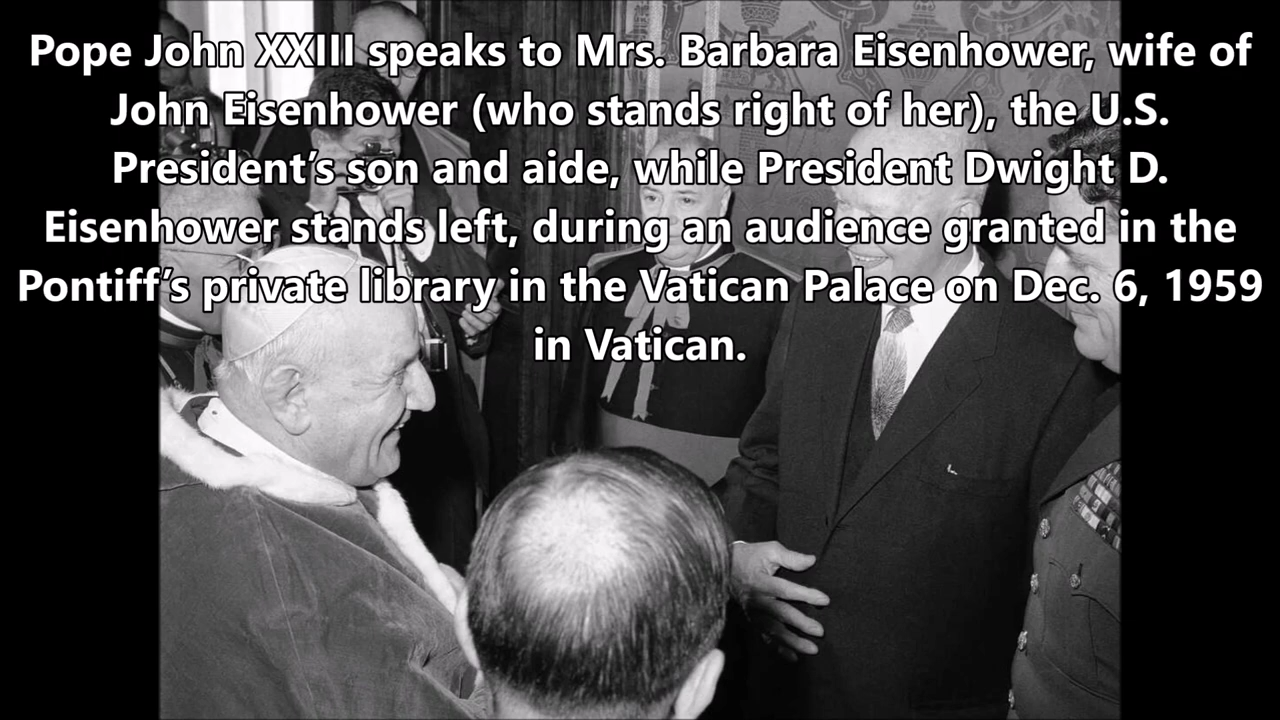 Pope John XXIII speaks to Mrs. Barbara Eisenhower, wife of
John Eisenhower (who stands right of her), the U.S.
President’s son and aide, while President Dwight D.
Eisenhower stands left, during an audience granted in the
Pontiff’s private library in the Vatican Palace on Dec. 6, 1959
in Vatican.